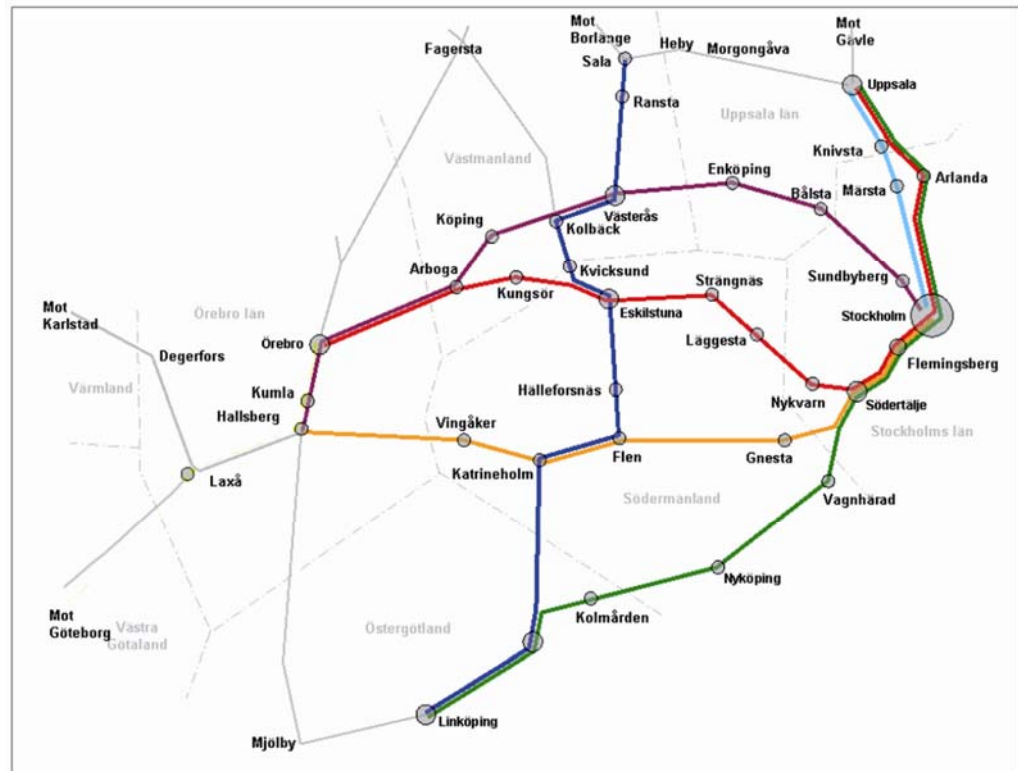 Mot
Borlange
Mot
Gävle
Fagersta
Sala
Heby
Morgongåva
Uppsala
Ransta
Uppsala län
Knivsta
Västmanland
Enköping
Märsta
Arlanda
Västerås
Bålsta
Köping
Kolbäck
Kvicksund
Sundbyberg
Arboga
Kungsör
Strängnäs
Eskilstuna
Stockholm
Mot
Karlstad
Örebro län
Örebro
Läggesta
Flemingsberg
Degerfors
Värmland
Kumla
Hälleforsnäs
Nykvarn
Södertälje
Hallsberg
Vingåker
Stockholms län
Flen
Gnesta
Katrineholm
Laxå
Södermanland
Vagnhärad
Nyköping
Mot
Göteborg
Västra
Götaland
Östergötland
Kolmården
Linköping
Mjölby